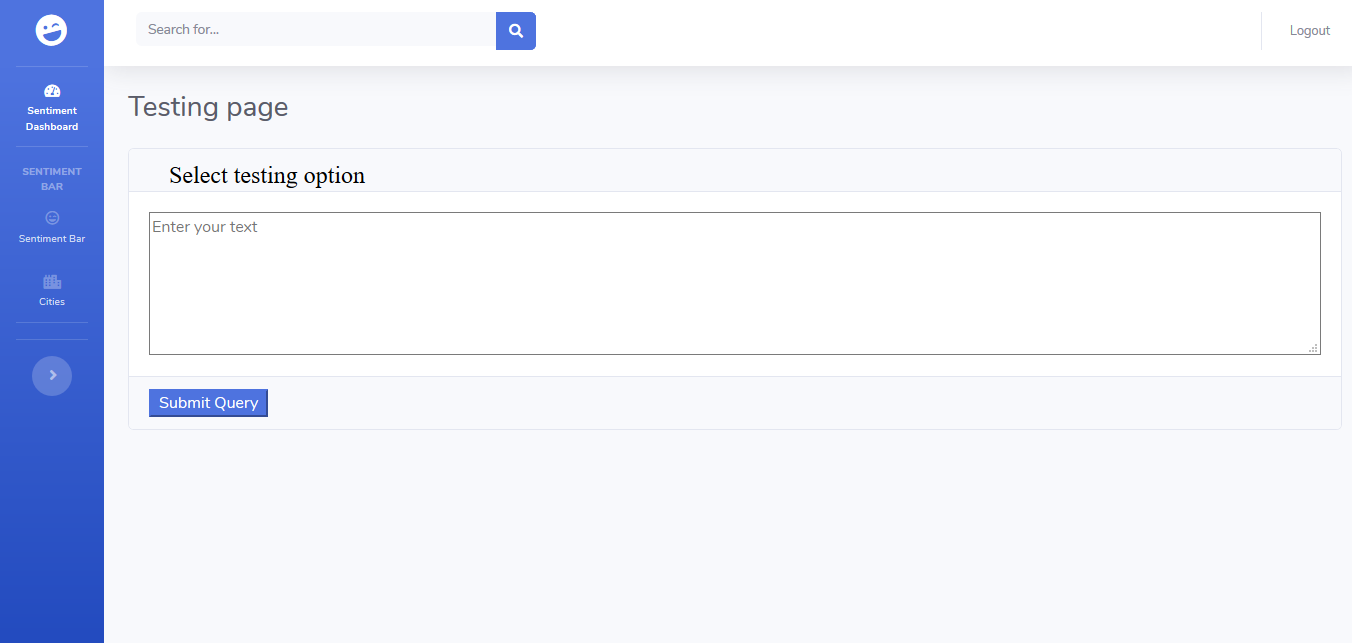 Search for...
Logout
Sentiment
Dashboard
SENTIMENT
BAR
Sentiment Bar
Cities
Testing page
Select testing option
Enter your text
Submit Query